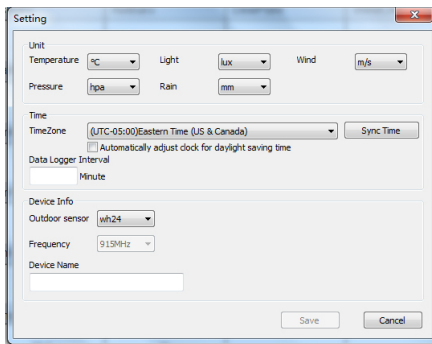 Setting
Unit
Temperature ℃ Light lux Wind m/s
Pressure hpa Rain mm
Time
TimeZone (UTC-05:00)Eastern Time (US & Canada) Sync Time
Automatically adjust clock for daylight saving time
Data Logger Interval
Minute
Device Info
Outdoor sensor wh24
Frequency 915MHz
Device Name
Save Cancel